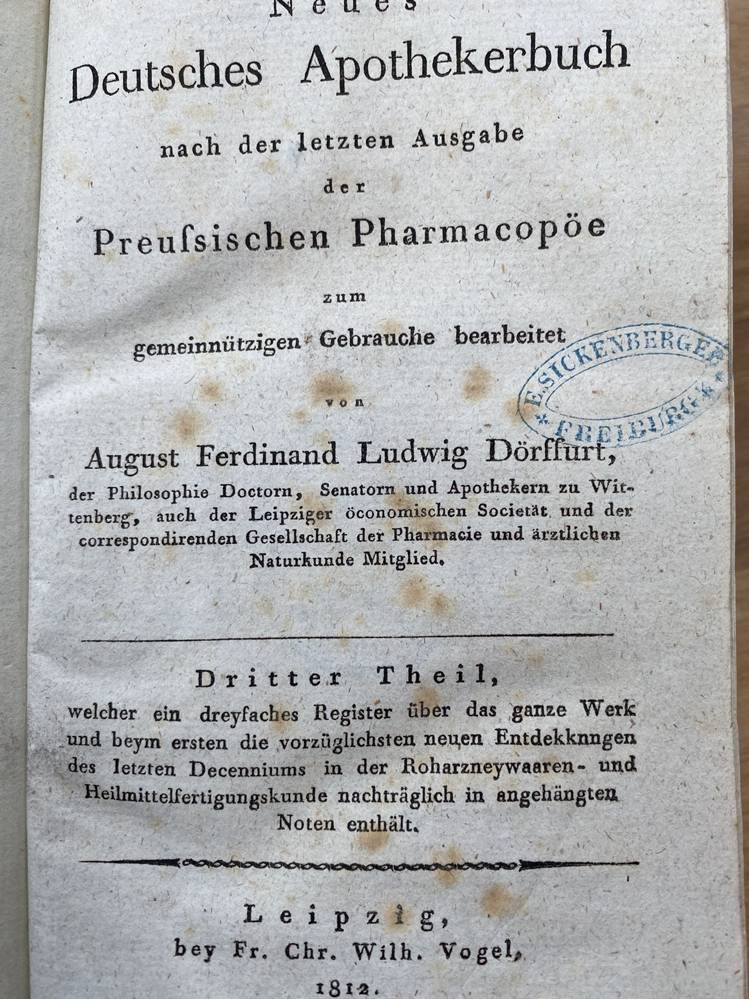 Neues
Deutsches Apothekerbuch
nach der letzten Ausgabe
der
Preuſsischen Pharmacopöe
zum
gemeinnützigen Gebrauche bearbeitet
E. SICKENBERGER
* FREIBURG *
von
August Ferdinand Ludwig Dörffurt,
der Philosophie Doctorn, Senatorn und Apothekern zu Wit-
tenberg, auch der Leipziger öconomischen Societät und der
correspondirenden Gesellschaft der Pharmacie und ärztlichen
Naturkunde Mitglied.
Dritter Theil,
welcher ein dreyfaches Register über das ganze Werk
und beym ersten die vorzüglichsten neuen Entdekknngen
des letzten Decenniums in der Roharzneywaaren- und
Heilmittelfertigungskunde nachträglich in angehängten
Noten enthält.
Leipzig,
bey Fr. Chr. Wilh. Vogel,
1812.